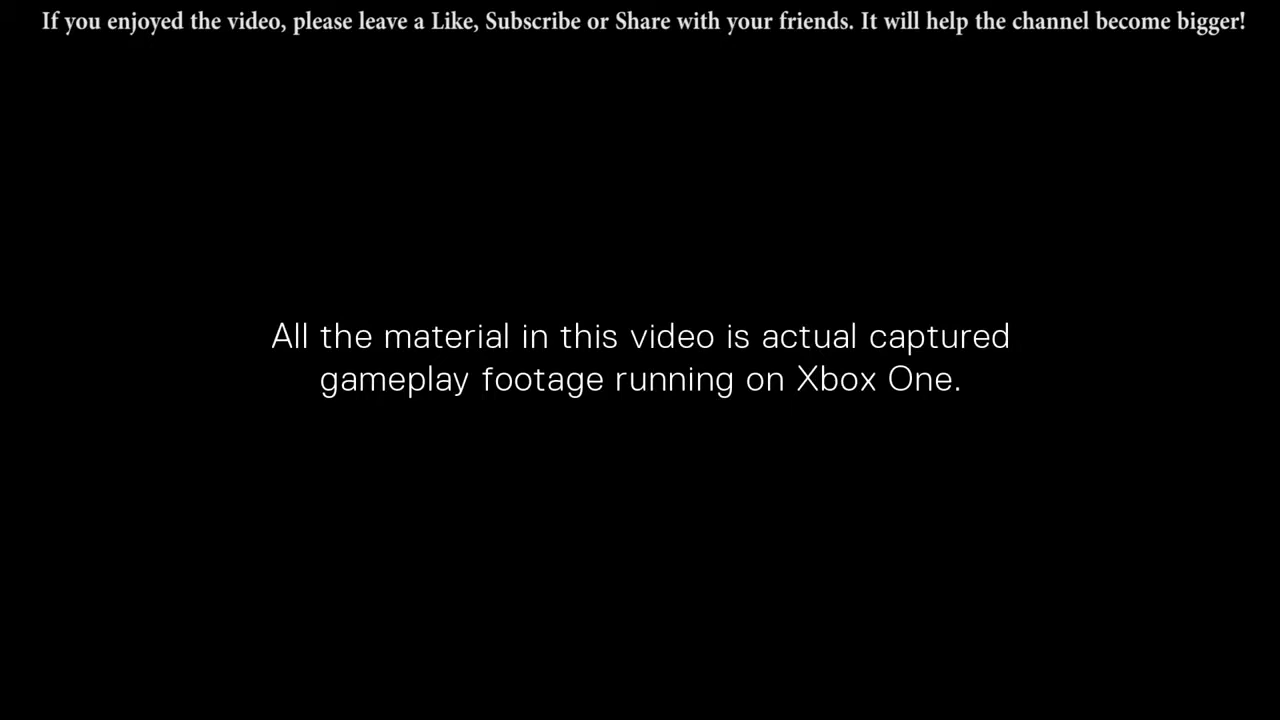 If you enjoyed the video, please leave a Like, Subscribe or Share with your friends. It will help the channel become bigger!
All the material in this video is actual captured
gameplay footage running on Xbox One.